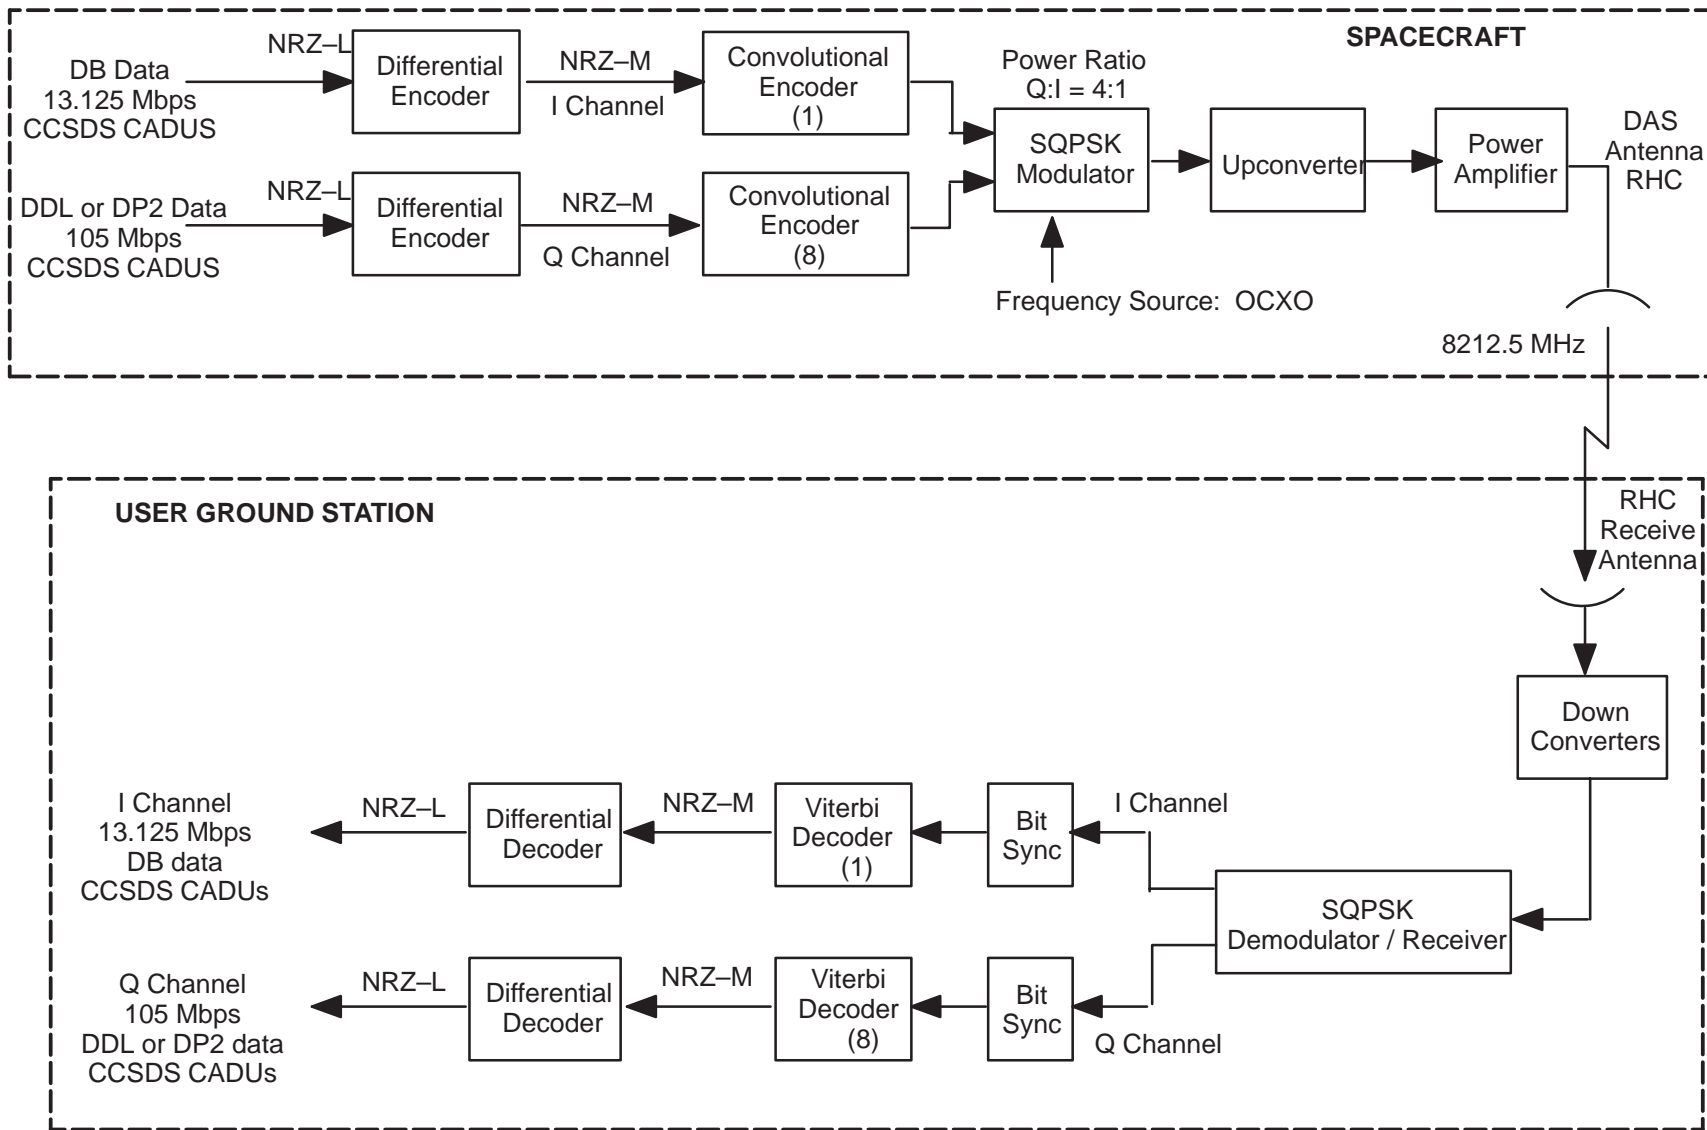 SPACECRAFT
DB Data
13.125 Mbps
CCSDS CADUS
NRZ–L
Differential
Encoder
NRZ–M
I Channel
Convolutional
Encoder
(1)
Power Ratio
Q:I = 4:1
DDL or DP2 Data
105 Mbps
CCSDS CADUS
NRZ–L
Differential
Encoder
NRZ–M
Q Channel
Convolutional
Encoder
(8)
SQPSK
Modulator
Upconverter
Power
Amplifier
DAS
Antenna
RHC
Frequency Source: OCXO
8212.5 MHz
USER GROUND STATION
RHC
Receive
Antenna
Down
Converters
I Channel
13.125 Mbps
DB data
CCSDS CADUs
NRZ–L
Differential
Decoder
NRZ–M
Viterbi
Decoder
(1)
Bit
Sync
I Channel
SQPSK
Demodulator / Receiver
Q Channel
105 Mbps
DDL or DP2 data
CCSDS CADUs
NRZ–L
Differential
Decoder
NRZ–M
Viterbi
Decoder
(8)
Bit
Sync
Q Channel